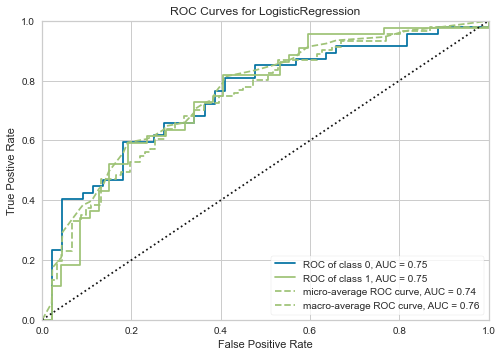 ROC Curves for LogisticRegression
1.0
0.8
0.6
0.4
0.2
0.0
True Postive Rate
ROC of class 0, AUC = 0.75
ROC of class 1, AUC = 0.75
micro-average ROC curve, AUC = 0.74
macro-average ROC curve, AUC = 0.76
0.0 0.2 0.4 0.6 0.8 1.0
False Positive Rate